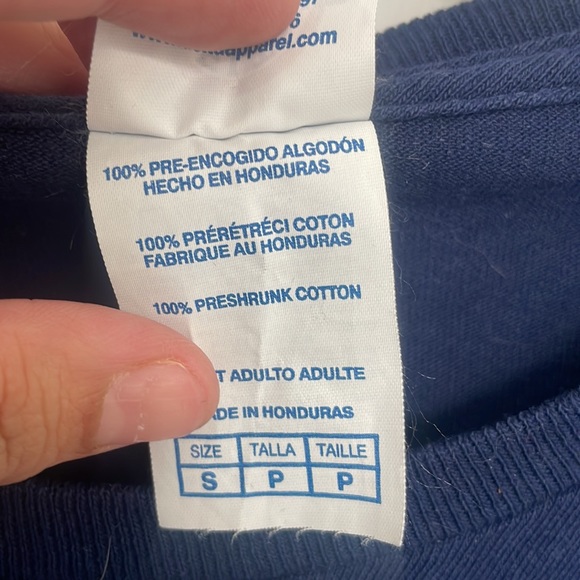 100% PRE-ENCOGIDO ALGODÓN
HECHO EN HONDURAS
100% PRÉRÉTRÉCI COTON
FABRIQUE AU HONDURAS
100% PRESHRUNK COTTON
ADULTO ADULTE
IN HONDURAS
SIZE TALLA TAILLE
S P P